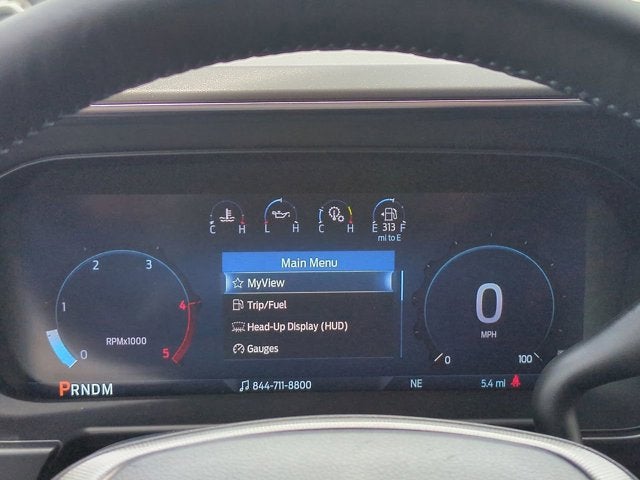 C H L H C H E 313 F
mi to E
Main Menu
MyView
Trip/Fuel
Head-Up Display (HUD)
Gauges
0 1 2 3 4 5
RPMx1000
0
MPH
0 100
PRNDM
844-711-8800
NE
5.4 mi